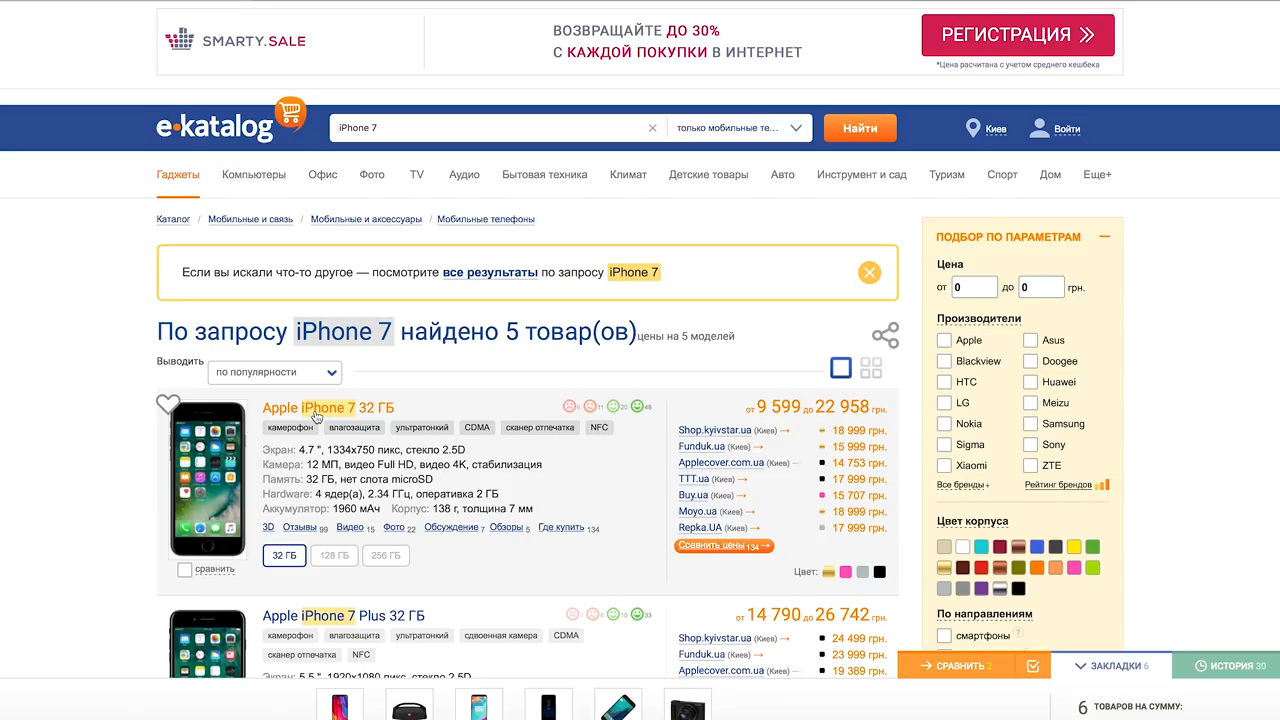 SMARTY.SALE
ВОЗВРАЩАЙТЕ ДО 30%
С КАЖДОЙ ПОКУПКИ В ИНТЕРНЕТ
РЕГИСТРАЦИЯ
*Цена расчитана с учетом среднего кешбека
e·katalog
iPhone 7
только мобильные те...
Найти
Киев
Войти
Гаджеты Компьютеры Офис Фото TV Аудио Бытовая техника Климат Детские товары Авто Инструмент и сад Туризм Спорт Дом Еще+
Каталог / Мобильные и связь / Мобильные и аксессуары / Мобильные телефоны
Если вы искали что-то другое — посмотрите все результаты по запросу iPhone 7
По запросу iPhone 7 найдено 5 товар(ов) цены на 5 моделей
Выводить по популярности
Apple iPhone 7 32 ГБ
11 20 48
камерофон влагозащита ультратонкий CDMA сканер отпечатка NFC
Экран: 4.7 ", 1334x750 пикс, стекло 2.5D
Камера: 12 МП, видео Full HD, видео 4K, стабилизация
Память: 32 ГБ, нет слота microSD
Hardware: 4 ядер(а), 2.34 ГГц, оператива 2 ГБ
Аккумулятор: 1960 мАч Корпус: 138 г, толщина 7 мм
3D Отзывы 99 Видео 15 Фото 22 Обсуждение 7 Обзоры 5 Где купить 134
32 ГБ 128 ГБ 256 ГБ
сравнить
от 9 599 до 22 958 грн.
Shop.kyivstar.ua (Киев) → 18 999 грн.
Funduk.ua (Киев) → 15 999 грн.
Applecover.com.ua (Киев) → 14 753 грн.
TTT.ua (Киев) → 17 999 грн.
Buy.ua (Киев) → 15 707 грн.
Moyo.ua (Киев) → 18 999 грн.
Repka.UA (Киев) → 17 999 грн.
Сравнить цены 134 →
Цвет:
Apple iPhone 7 Plus 32 ГБ
10 33
камерофон влагозащита ультратонкий сдвоенная камера CDMA
сканер отпечатка NFC
Экран: 5.5 ", 1920x1080 пикс, стекло 2.5D
от 14 790 до 26 742 грн.
Shop.kyivstar.ua (Киев) → 24 499 грн.
Funduk.ua (Киев) → 23 999 грн.
Applecover.com.ua (Киев) → 19 389 грн.
ПОДБОР ПО ПАРАМЕТРАМ
Цена
от 0 до 0 грн.
Производители
Apple Asus
Blackview Doogee
HTC Huawei
LG Meizu
Nokia Samsung
Sigma Sony
Xiaomi ZTE
Все бренды+ Рейтинг брендов
Цвет корпуса
По направлениям
смартфоны ?
СРАВНИТЬ 2
ЗАКЛАДКИ 6
ИСТОРИЯ 30
6 ТОВАРОВ НА СУММУ: